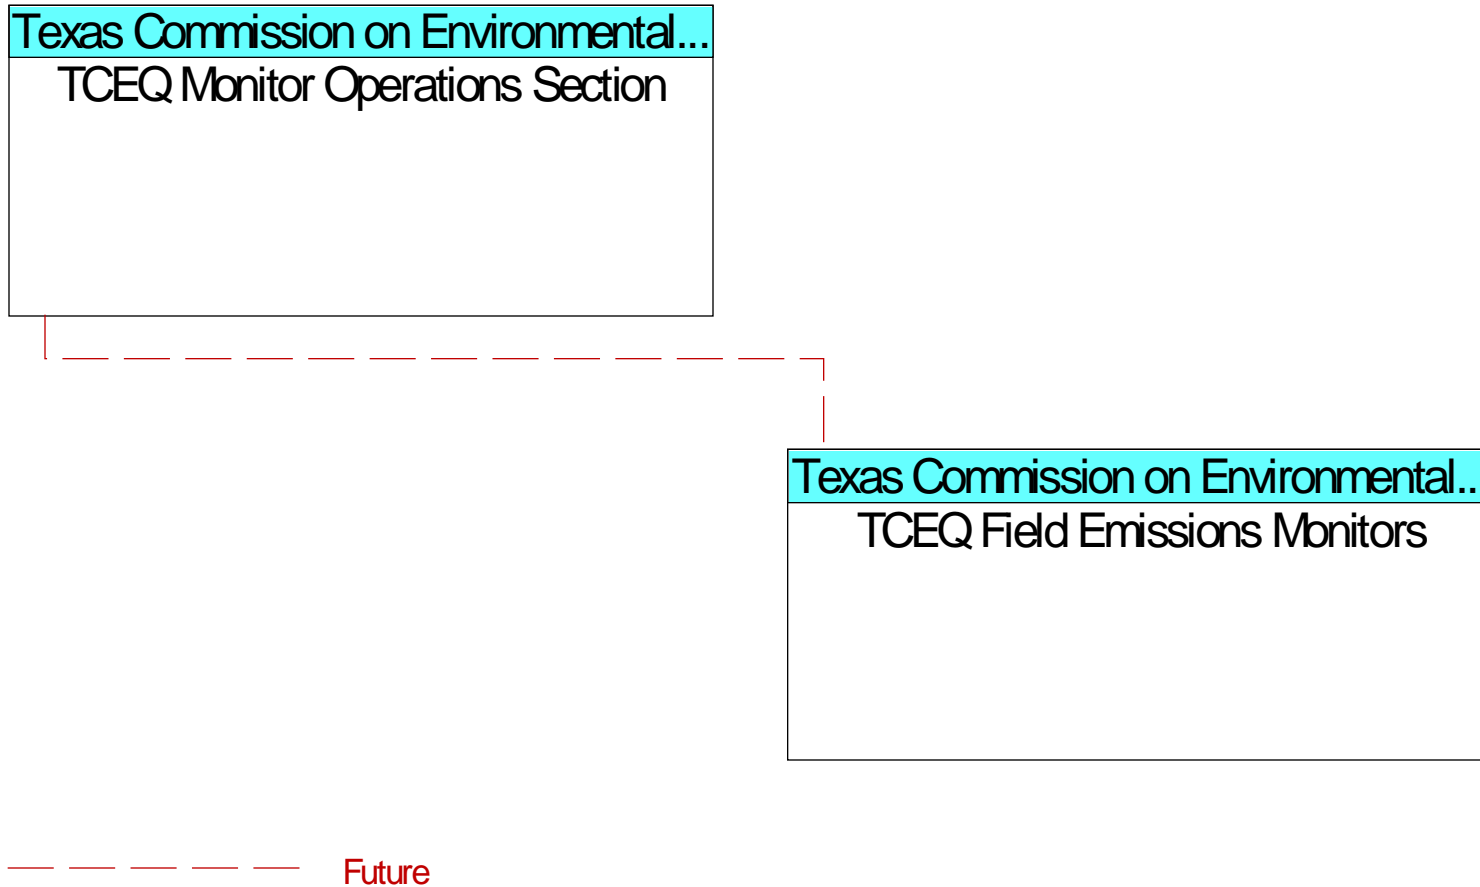 Texas Commission on Environmental...
TCEQ Monitor Operations Section
Texas Commission on Environmental..
TCEQ Field Emissions Monitors
Future